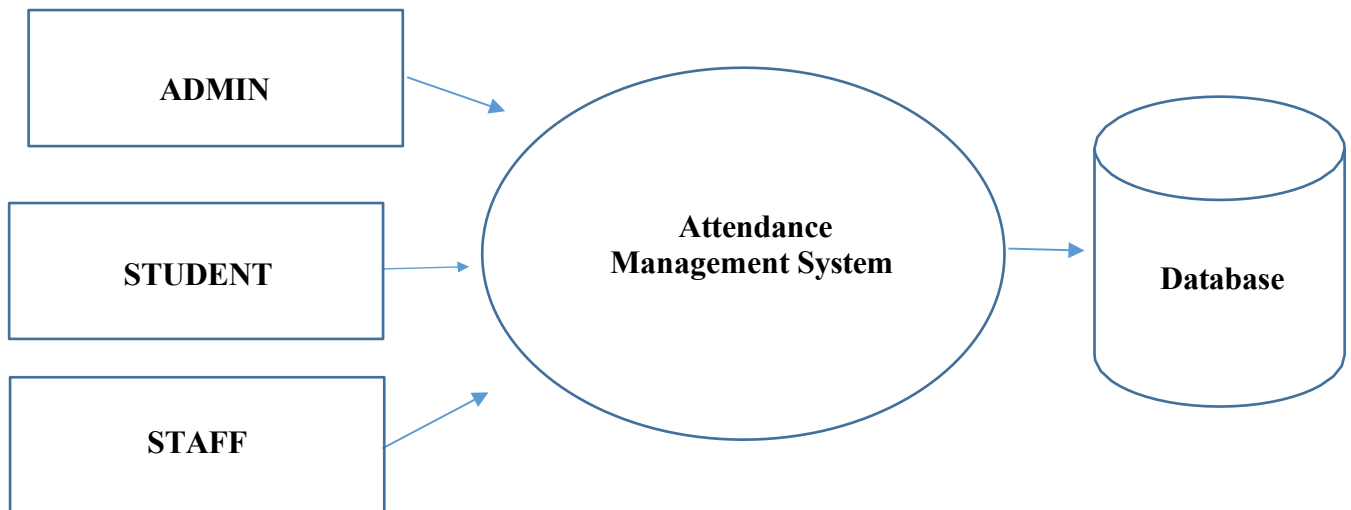 ADMIN
STUDENT
STAFF
Attendance
Management System
Database